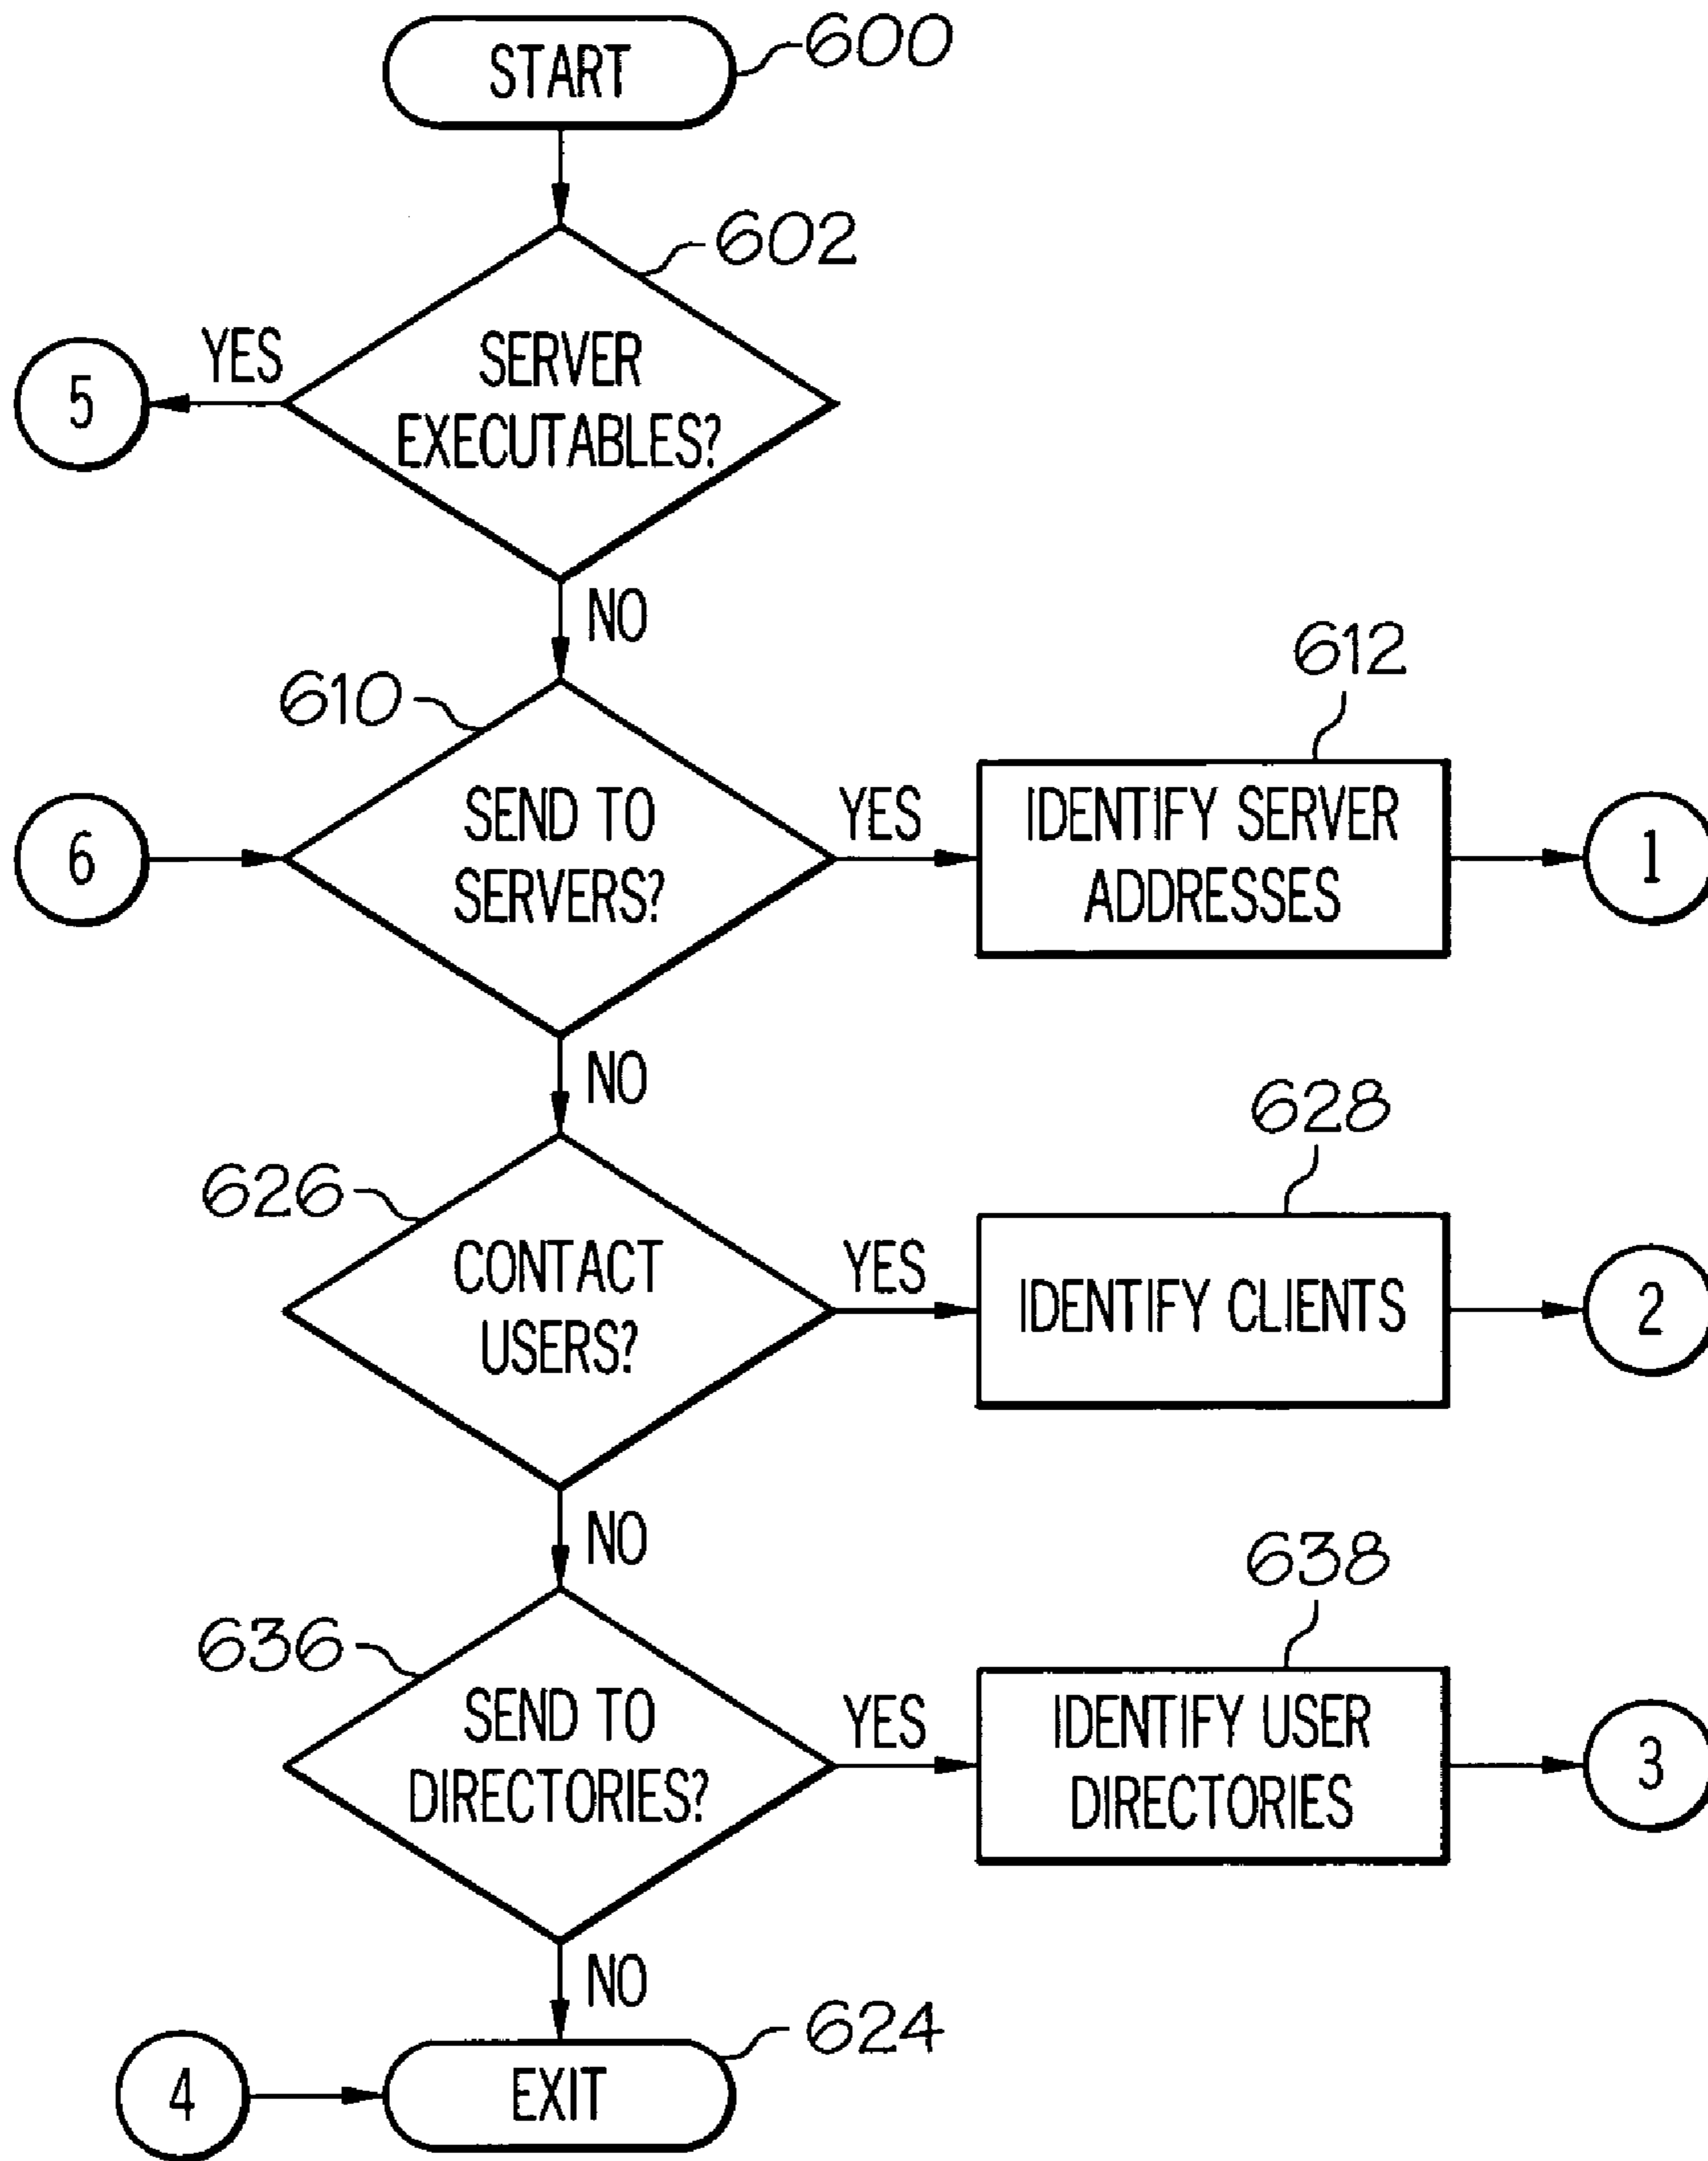 START
600
602
SERVER
EXECUTABLES?
YES
5
NO
610
612
6
SEND TO
SERVERS?
YES
IDENTIFY SERVER
ADDRESSES
1
NO
626
628
CONTACT
USERS?
YES
IDENTIFY CLIENTS
2
NO
636
638
SEND TO
DIRECTORIES?
YES
IDENTIFY USER
DIRECTORIES
3
NO
624
4
EXIT